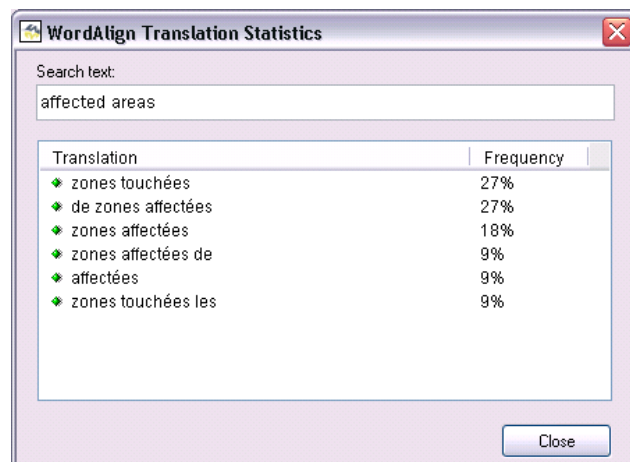 WordAlign Translation Statistics
Search text:
affected areas
Translation Frequency
zones touchées 27%
de zones affectées 27%
zones affectées 18%
zones affectées de 9%
affectées 9%
zones touchées les 9%
Close